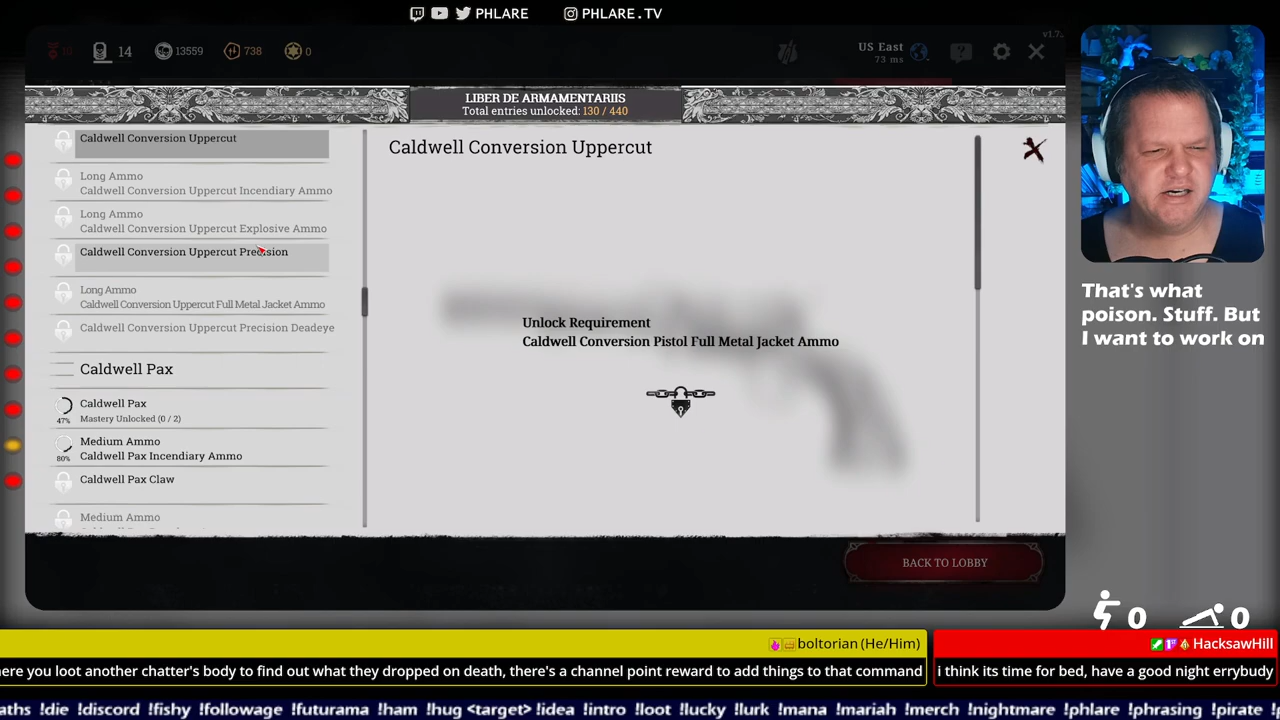 PHLARE
PHLARE.TV
14
13559
738
0
US East
73 ms
LIBER DE ARMAMENTARIIS
Total entries unlocked: 130 / 440
Caldwell Conversion Uppercut
Long Ammo
Caldwell Conversion Uppercut Incendiary Ammo
Long Ammo
Caldwell Conversion Uppercut Explosive Ammo
Caldwell Conversion Uppercut Precision
Long Ammo
Caldwell Conversion Uppercut Full Metal Jacket Ammo
Caldwell Conversion Uppercut Precision Deadeye
Caldwell Pax
Caldwell Pax
47%
Mastery Unlocked (0 / 2)
Medium Ammo
80%
Caldwell Pax Incendiary Ammo
Caldwell Pax Claw
Medium Ammo
Caldwell Conversion Uppercut
Unlock Requirement
Caldwell Conversion Pistol Full Metal Jacket Ammo
BACK TO LOBBY
That's what
poison. Stuff. But
I want to work on
0
0
boltorian (He/Him)
HacksawHill
here you loot another chatter's body to find out what they dropped on death, there's a channel point reward to add things to that command
i think its time for bed, have a good night errybudy
!die !discord !fishy !followage !futurama !ham !hug <target> !idea !intro !loot !lucky !lurk !mana !mariah !merch !nightmare !phlare !phrasing !pirate